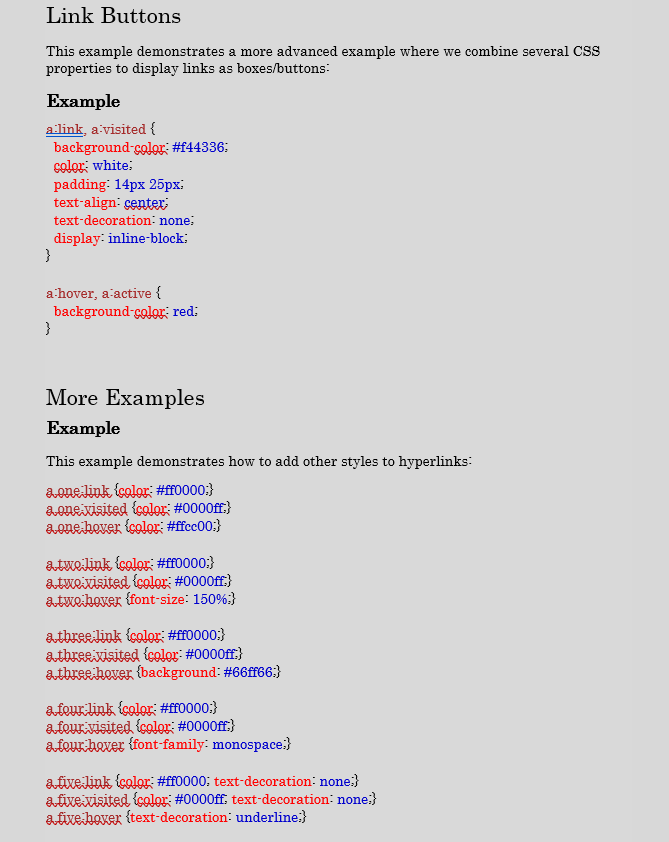 Link Buttons
This example demonstrates a more advanced example where we combine several CSS
properties to display links as boxes/buttons:
Example
a:link, a:visited {
  background-color: #f44336;
  color: white;
  padding: 14px 25px;
  text-align: center;
  text-decoration: none;
  display: inline-block;
}
a:hover, a:active {
  background-color: red;
}
More Examples
Example
This example demonstrates how to add other styles to hyperlinks:
a.one:link {color: #ff0000;}
a.one:visited {color: #0000ff;}
a.one:hover {color: #ffcc00;}
a.two:link {color: #ff0000;}
a.two:visited {color: #0000ff;}
a.two:hover {font-size: 150%;}
a.three:link {color: #ff0000;}
a.three:visited {color: #0000ff;}
a.three:hover {background: #66ff66;}
a.four:link {color: #ff0000;}
a.four:visited {color: #0000ff;}
a.four:hover {font-family: monospace;}
a.five:link {color: #ff0000; text-decoration: none;}
a.five:visited {color: #0000ff; text-decoration: none;}
a.five:hover {text-decoration: underline;}